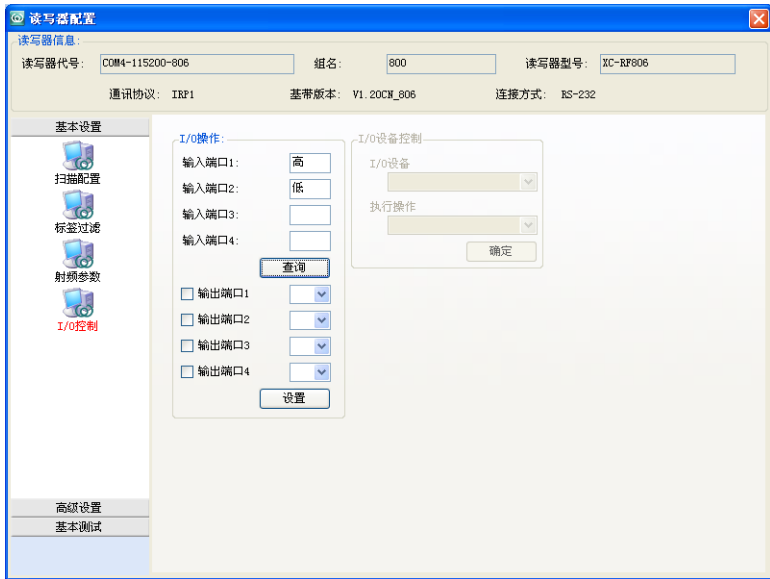 读写器配置
读写器信息:
读写器代号: COM4-115200-806 组名: 800 读写器型号: XC-RF806
通讯协议: IRP1 基带版本: V1.20CN_806 连接方式: RS-232
基本设置
扫描配置
标签过滤
射频参数
I/O控制
高级设置
基本测试
I/O操作:
输入端口1: 高
输入端口2: 低
输入端口3:
输入端口4:
查询
输出端口1
输出端口2
输出端口3
输出端口4
设置
I/O设备控制
I/O设备
执行操作
确定